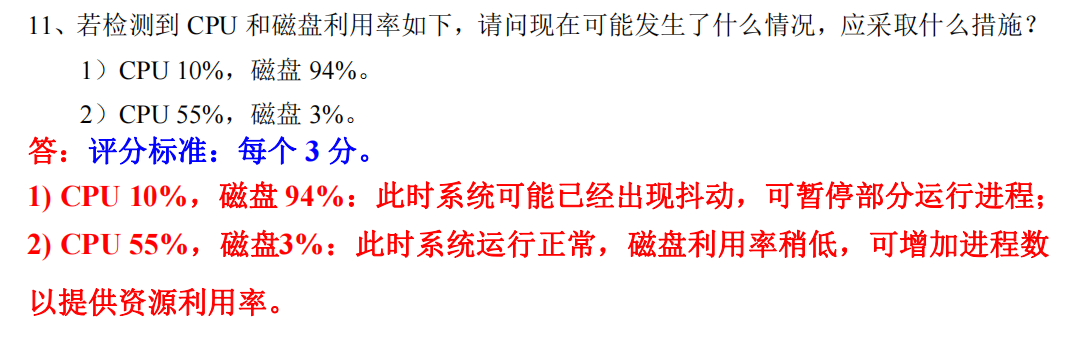 11、若检测到 CPU 和磁盘利用率如下，请问现在可能发生了什么情况，应采取什么措施？
1）CPU 10%，磁盘 94%。
2）CPU 55%，磁盘 3%。
答：评分标准：每个 3 分。
1) CPU 10%，磁盘 94%：此时系统可能已经出现抖动，可暂停部分运行进程；
2) CPU 55%，磁盘3%：此时系统运行正常，磁盘利用率稍低，可增加进程数
以提供资源利用率。